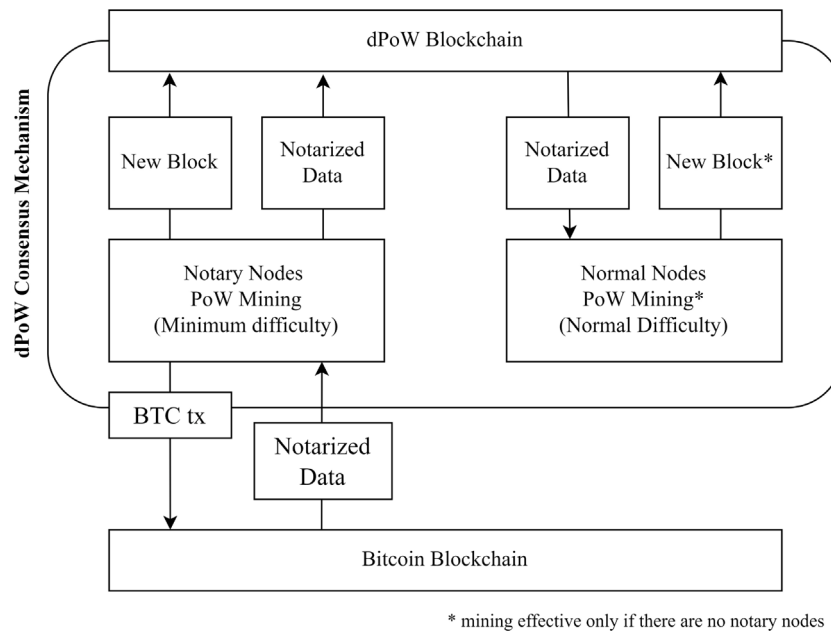 dPoW Blockchain
dPoW Consensus Mechanism
New Block
Notarized
Data
Notarized
Data
New Block*
Notary Nodes
PoW Mining
(Minimum difficulty)
Normal Nodes
PoW Mining*
(Normal Difficulty)
BTC tx
Notarized
Data
Bitcoin Blockchain
* mining effective only if there are no notary nodes